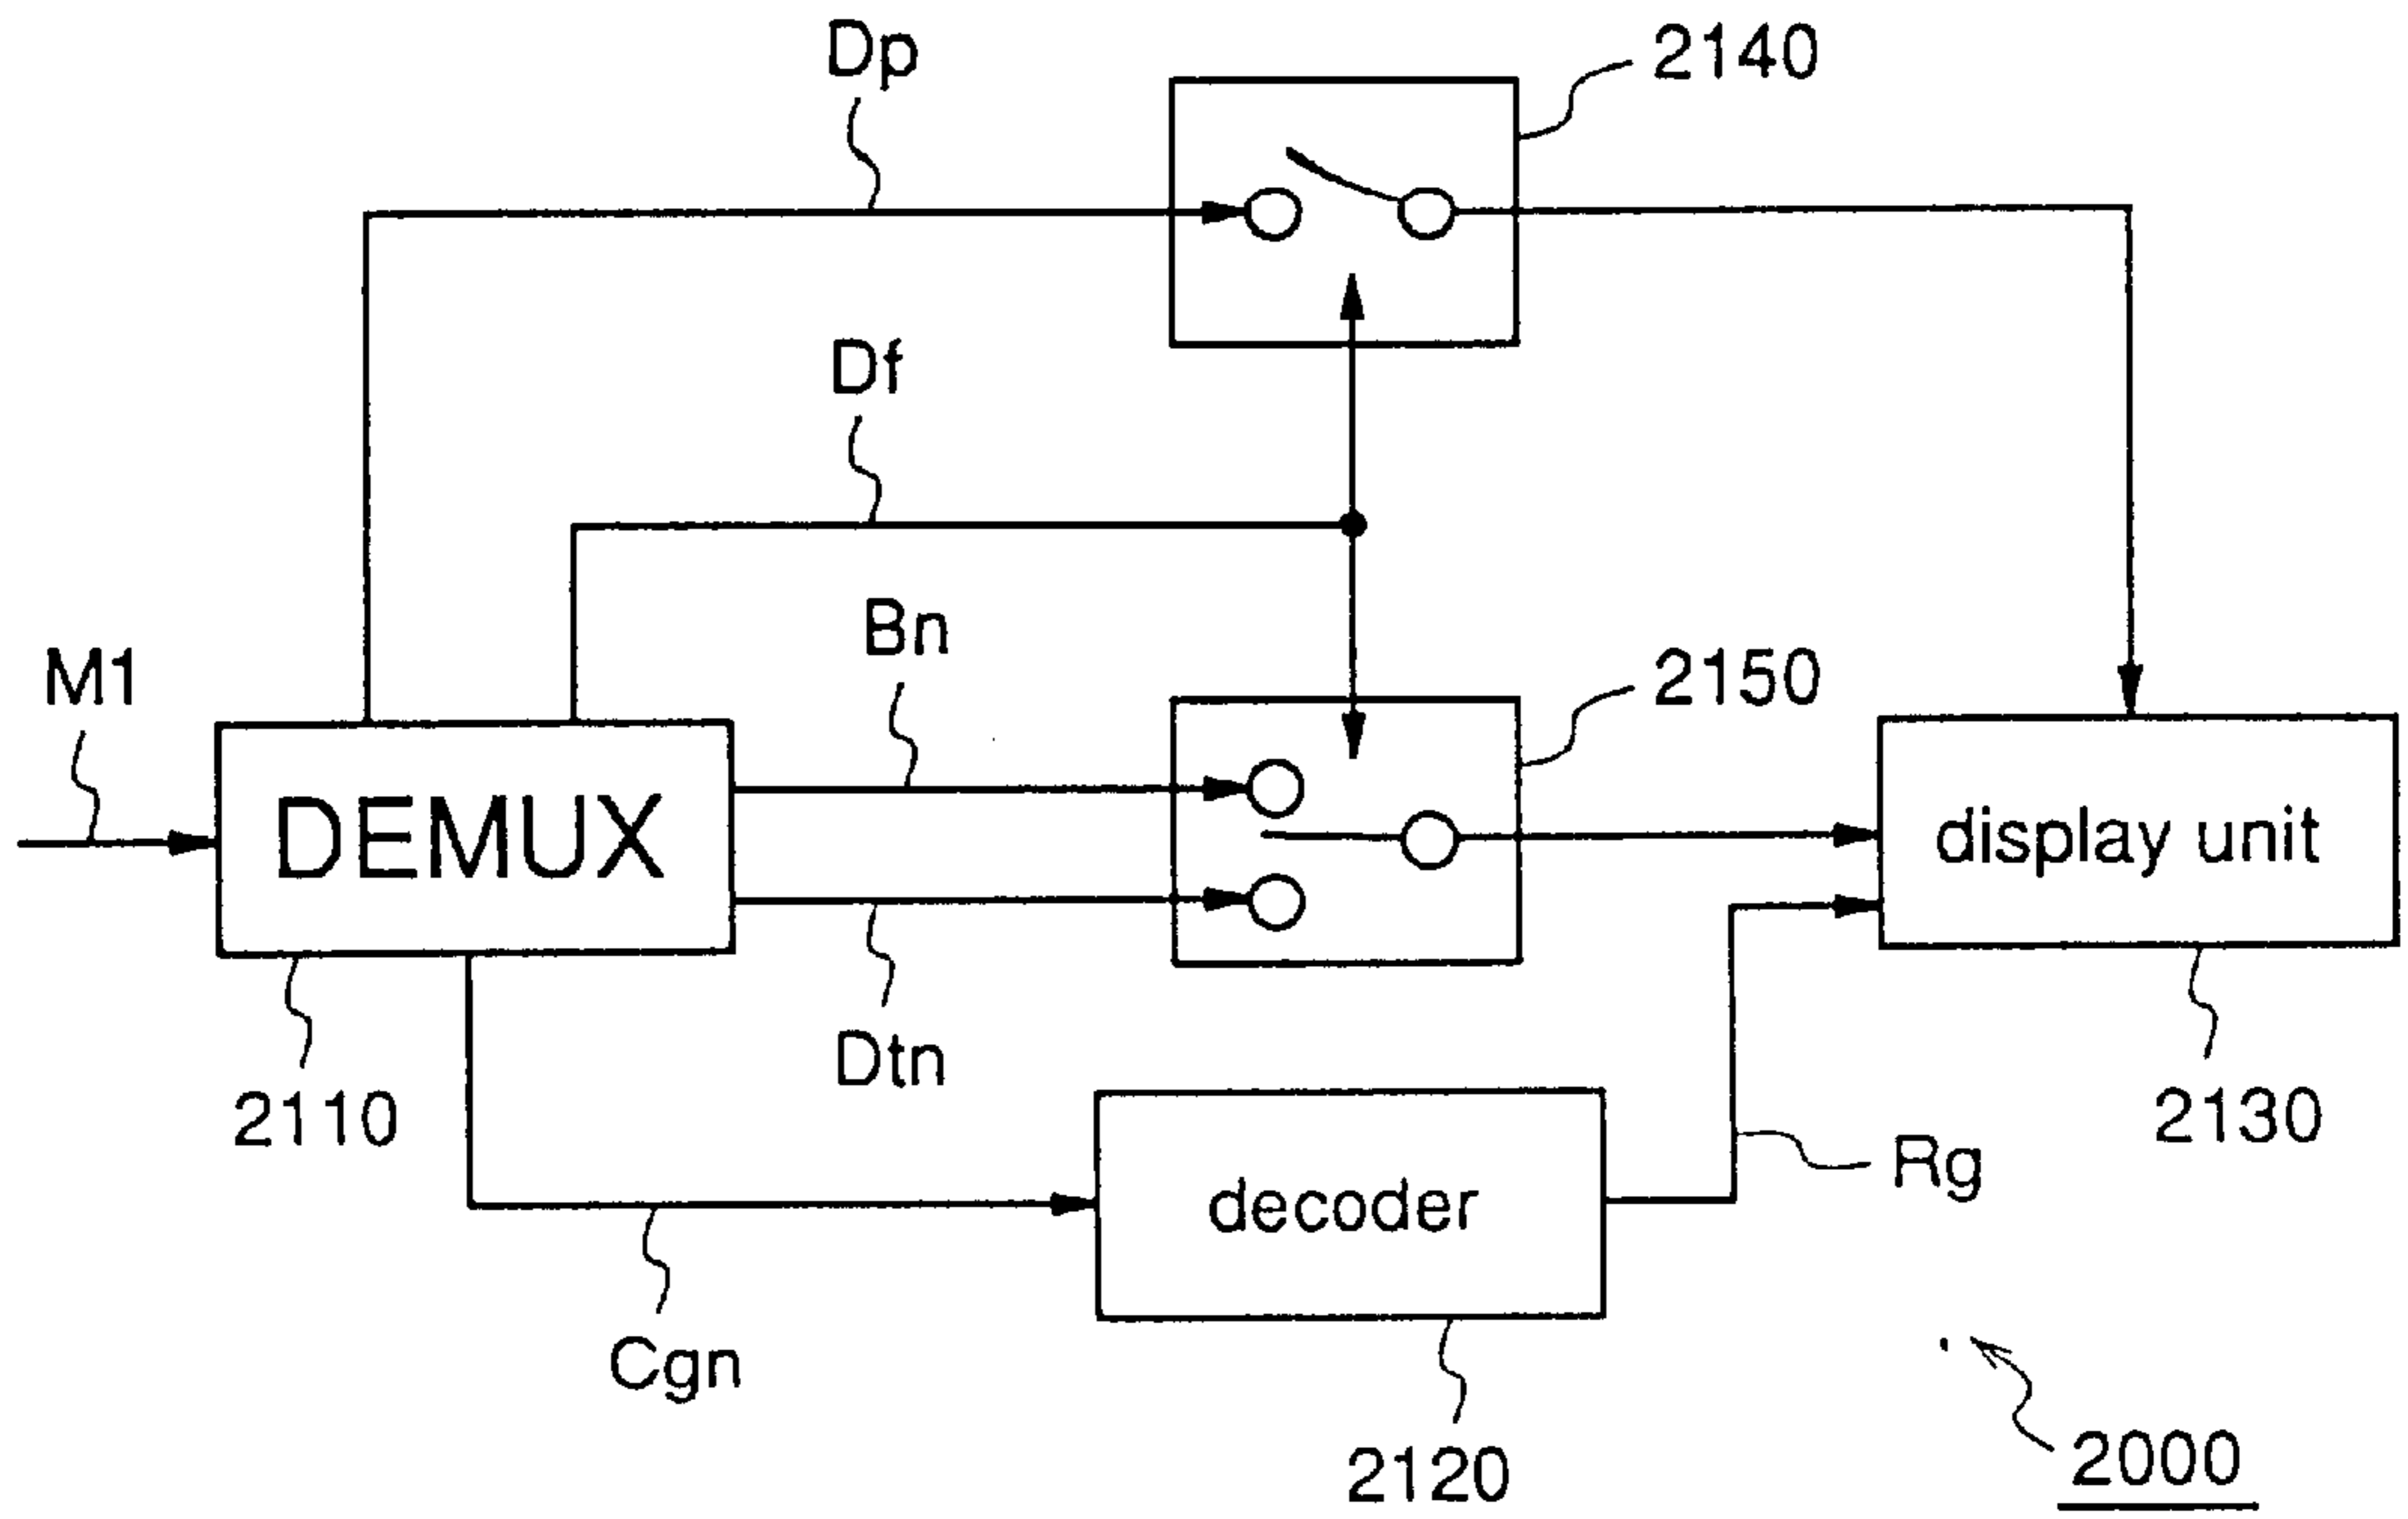 Dp
2140
Df
Bn
M1
2150
DEMUX
display unit
Dtn
2110
2130
decoder
Rg
Cgn
2120
2000